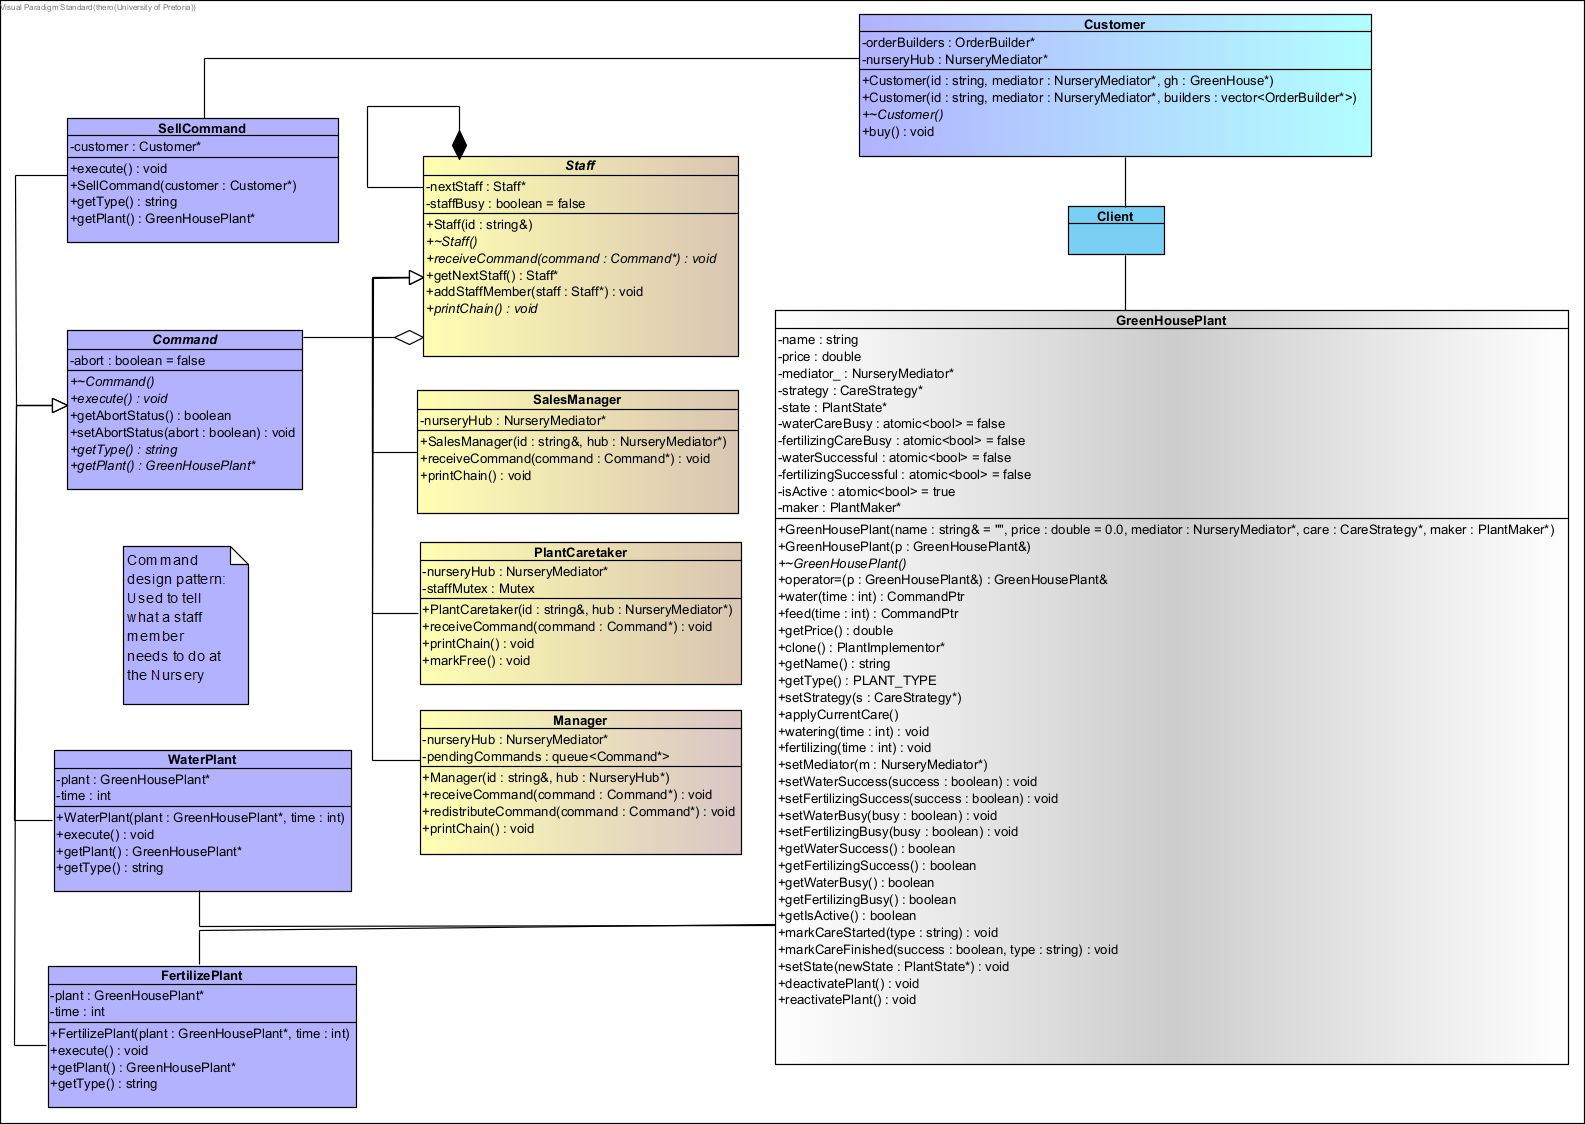 Visual Paradigm Standard(thero(University of Pretoria))
Customer
-orderBuilders : OrderBuilder*
-nurseryHub : NurseryMediator*
+Customer(id : string, mediator : NurseryMediator*, gh : GreenHouse*)
+Customer(id : string, mediator : NurseryMediator*, builders : vector<OrderBuilder*>)
+~Customer()
+buy() : void
SellCommand
-customer : Customer*
+execute() : void
+SellCommand(customer : Customer*)
+getType() : string
+getPlant() : GreenHousePlant*
Staff
-nextStaff : Staff*
-staffBusy : boolean = false
+Staff(id : string&)
+~Staff()
+receiveCommand(command : Command*) : void
+getNextStaff() : Staff*
+addStaffMember(staff : Staff*) : void
+printChain() : void
Client
Command
-abort : boolean = false
+~Command()
+execute() : void
+getAbortStatus() : boolean
+setAbortStatus(abort : boolean) : void
+getType() : string
+getPlant() : GreenHousePlant*
SalesManager
-nurseryHub : NurseryMediator*
+SalesManager(id : string&, hub : NurseryMediator*)
+receiveCommand(command : Command*) : void
+printChain() : void
GreenHousePlant
-name : string
-price : double
-mediator_ : NurseryMediator*
-strategy : CareStrategy*
-state : PlantState*
-waterCareBusy : atomic<bool> = false
-fertilizingCareBusy : atomic<bool> = false
-waterSuccessful : atomic<bool> = false
-fertilizingSuccessful : atomic<bool> = false
-isActive : atomic<bool> = true
-maker : PlantMaker*
+GreenHousePlant(name : string& = "", price : double = 0.0, mediator : NurseryMediator*, care : CareStrategy*, maker : PlantMaker*)
+GreenHousePlant(p : GreenHousePlant&)
+~GreenHousePlant()
+operator=(p : GreenHousePlant&) : GreenHousePlant&
+water(time : int) : CommandPtr
+feed(time : int) : CommandPtr
+getPrice() : double
+clone() : PlantImplementor*
+getName() : string
+getType() : PLANT_TYPE
+setStrategy(s : CareStrategy*)
+applyCurrentCare()
+watering(time : int) : void
+fertilizing(time : int) : void
+setMediator(m : NurseryMediator*)
+setWaterSuccess(success : boolean) : void
+setFertilizingSuccess(success : boolean) : void
+setWaterBusy(busy : boolean) : void
+setFertilizingBusy(busy : boolean) : void
+getWaterSuccess() : boolean
+getFertilizingSuccess() : boolean
+getWaterBusy() : boolean
+getFertilizingBusy() : boolean
+getIsActive() : boolean
+markCareStarted(type : string) : void
+markCareFinished(success : boolean, type : string) : void
+setState(newState : PlantState*) : void
+deactivatePlant() : void
+reactivatePlant() : void
Command
design pattern:
Used to tell
what a staff
member
needs to do at
the Nursery
PlantCaretaker
-nurseryHub : NurseryMediator*
-staffMutex : Mutex
+PlantCaretaker(id : string&, hub : NurseryMediator*)
+receiveCommand(command : Command*) : void
+printChain() : void
+markFree() : void
Manager
-nurseryHub : NurseryMediator*
-pendingCommands : queue<Command*>
+Manager(id : string&, hub : NurseryHub*)
+receiveCommand(command : Command*) : void
+redistributeCommand(command : Command*) : void
+printChain() : void
WaterPlant
-plant : GreenHousePlant*
-time : int
+WaterPlant(plant : GreenHousePlant*, time : int)
+execute() : void
+getPlant() : GreenHousePlant*
+getType() : string
FertilizePlant
-plant : GreenHousePlant*
-time : int
+FertilizePlant(plant : GreenHousePlant*, time : int)
+execute() : void
+getPlant() : GreenHousePlant*
+getType() : string